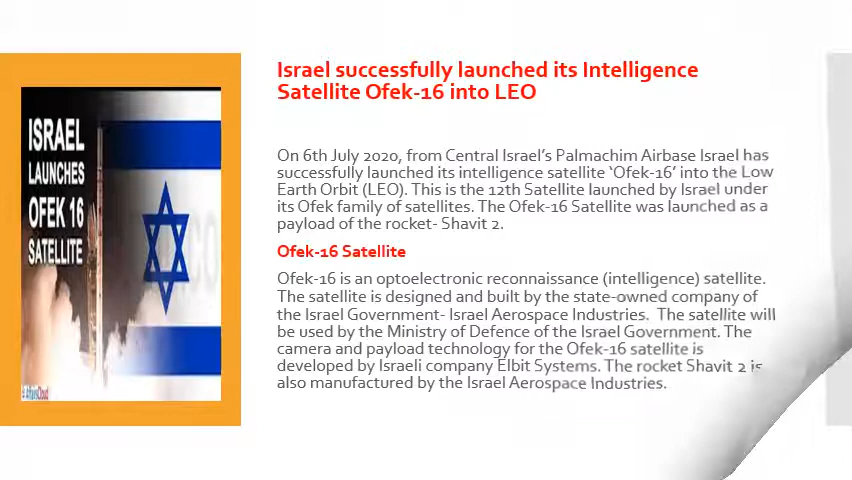 ISRAEL
LAUNCHES
OFEK 16
SATELLITE
AffairsCloud
Israel successfully launched its Intelligence
Satellite Ofek-16 into LEO
On 6th July 2020, from Central Israel's Palmachim Airbase Israel has
successfully launched its intelligence satellite 'Ofek-16' into the Low
Earth Orbit (LEO). This is the 12th Satellite launched by Israel under
its Ofek family of satellites. The Ofek-16 Satellite was launched as a
payload of the rocket- Shavit 2.
Ofek-16 Satellite
Ofek-16 is an optoelectronic reconnaissance (intelligence) satellite.
The satellite is designed and built by the state-owned company of
the Israel Government- Israel Aerospace Industries. The satellite will
be used by the Ministry of Defence of the Israel Government. The
camera and payload technology for the Ofek-16 satellite is
developed by Israeli company Elbit Systems. The rocket Shavit 2 is
also manufactured by the Israel Aerospace Industries.